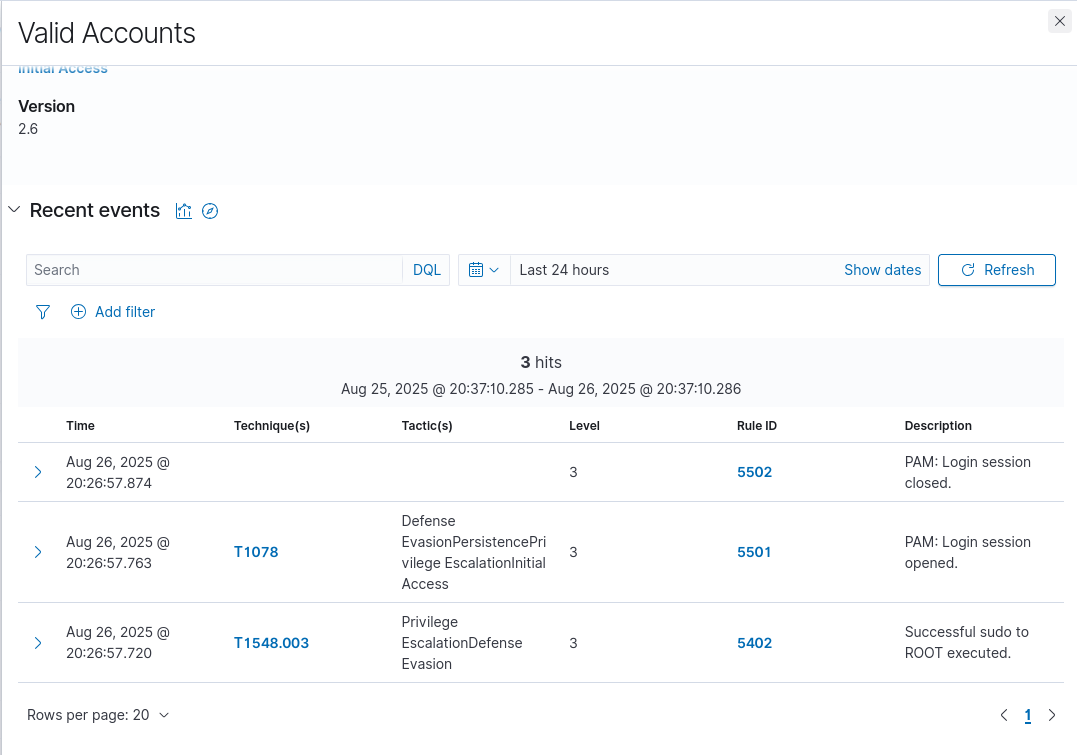 Valid Accounts
Initial Access
Version
2.6
Recent events
Search
DQL
Last 24 hours
Show dates
Refresh
Add filter
3 hits
Aug 25, 2025 @ 20:37:10.285 - Aug 26, 2025 @ 20:37:10.286
Time Technique(s) Tactic(s) Level Rule ID Description
Aug 26, 2025 @
20:26:57.874
3
5502
PAM: Login session
closed.
Aug 26, 2025 @
20:26:57.763
T1078
Defense
EvasionPersistencePri
vilege EscalationInitial
Access
3
5501
PAM: Login session
opened.
Aug 26, 2025 @
20:26:57.720
T1548.003
Privilege
EscalationDefense
Evasion
3
5402
Successful sudo to
ROOT executed.
Rows per page: 20
1